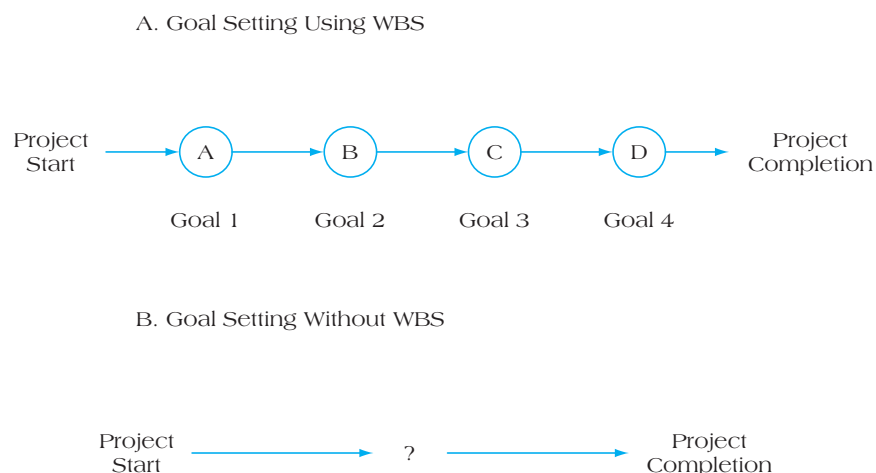 A. Goal Setting Using WBS
Project Start
A
B
C
D
Project Completion
Goal 1
Goal 2
Goal 3
Goal 4
B. Goal Setting Without WBS
Project Start
?
Project Completion